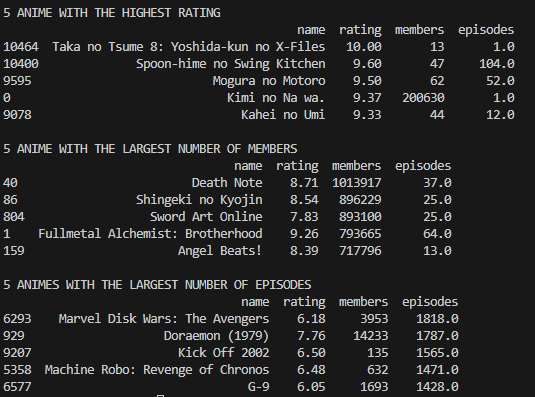 5 ANIME WITH THE HIGHEST RATING
name rating members episodes
10464 Taka no Tsume 8: Yoshida-kun no X-Files 10.00 13 1.0
10400 Spoon-hime no Swing Kitchen 9.60 47 104.0
9595 Mogura no Motoro 9.50 62 52.0
0 Kimi no Na wa. 9.37 200630 1.0
9078 Kahei no Umi 9.33 44 12.0
5 ANIME WITH THE LARGEST NUMBER OF MEMBERS
name rating members episodes
40 Death Note 8.71 1013917 37.0
86 Shingeki no Kyojin 8.54 896229 25.0
804 Sword Art Online 7.83 893100 25.0
1 Fullmetal Alchemist: Brotherhood 9.26 793665 64.0
159 Angel Beats! 8.39 717796 13.0
5 ANIMES WITH THE LARGEST NUMBER OF EPISODES
name rating members episodes
6293 Marvel Disk Wars: The Avengers 6.18 3953 1818.0
929 Doraemon (1979) 7.76 14233 1787.0
9207 Kick Off 2002 6.50 135 1565.0
5358 Machine Robo: Revenge of Chronos 6.48 632 1471.0
6577 G-9 6.05 1693 1428.0